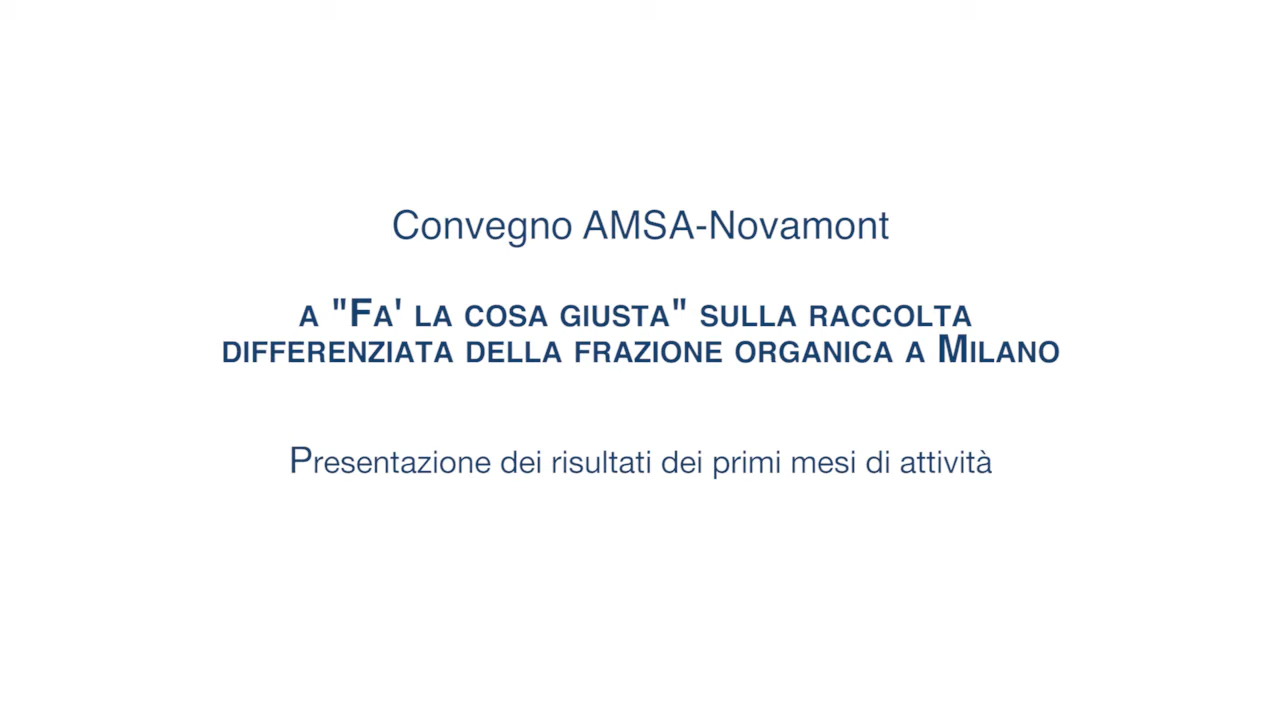 Convegno AMSA-Novamont
A "FA' LA COSA GIUSTA" SULLA RACCOLTA
DIFFERENZIATA DELLA FRAZIONE ORGANICA A MILANO
Presentazione dei risultati dei primi mesi di attività